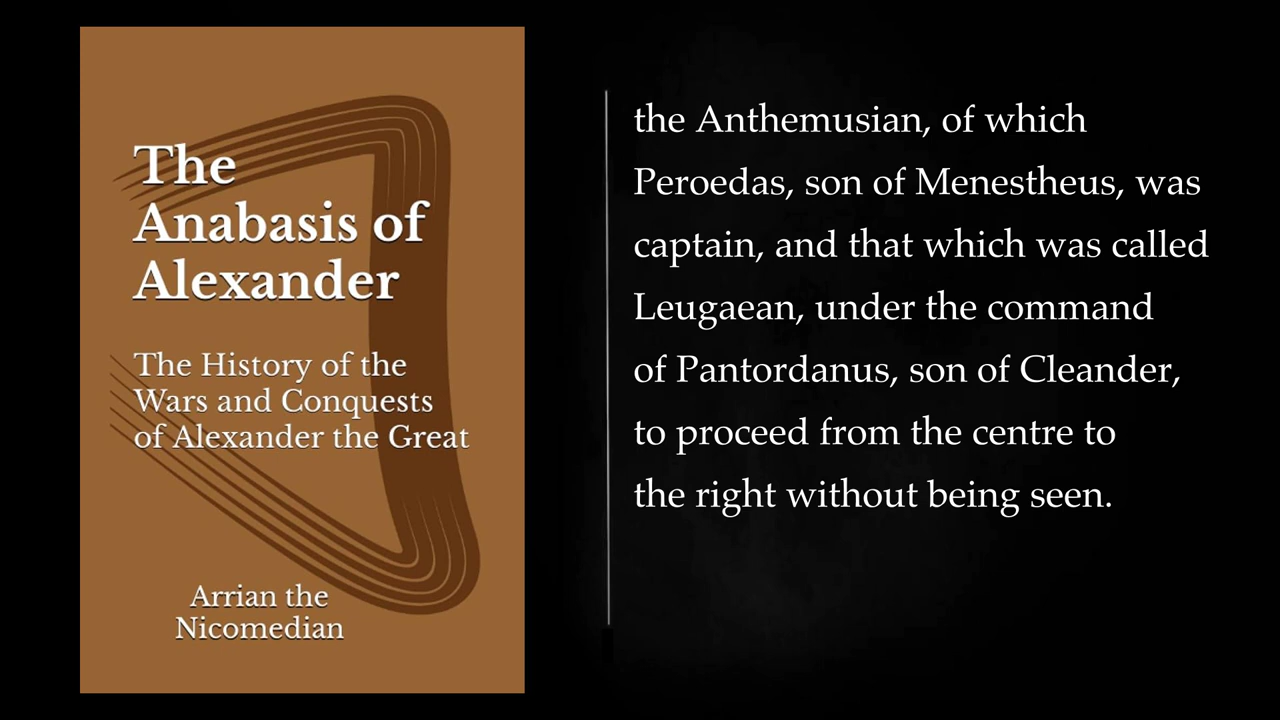 The
Anabasis of
Alexander
The History of the
Wars and Conquests
of Alexander the Great
Arrian the
Nicomedian
the Anthemusian, of which
Peroedas, son of Menestheus, was
captain, and that which was called
Leugaean, under the command
of Pantordanus, son of Cleander,
to proceed from the centre to
the right without being seen.